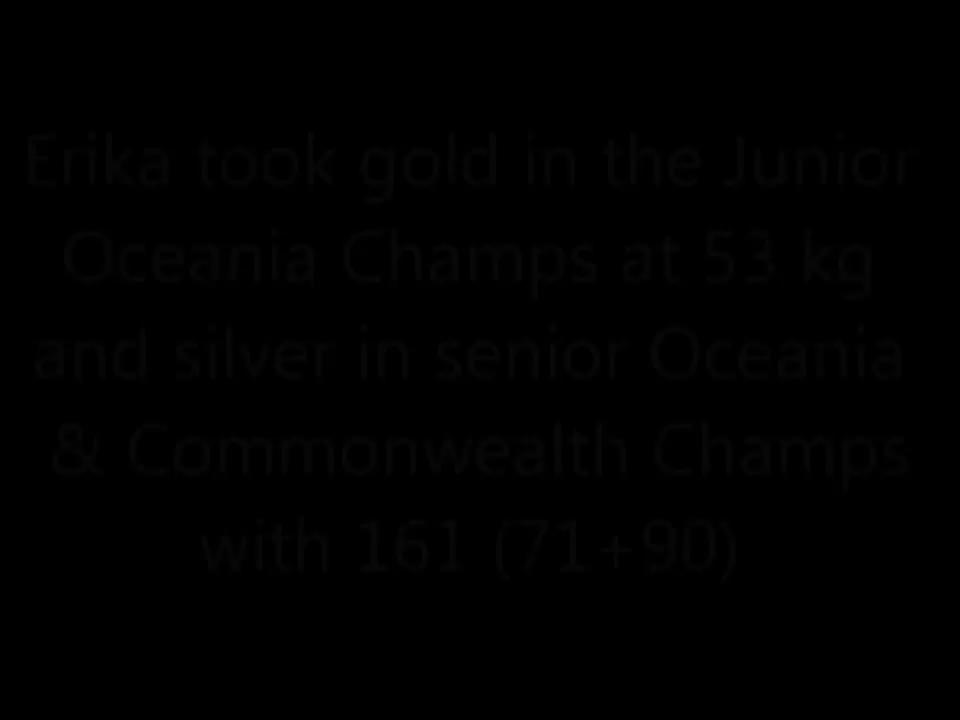 Erika took gold in the Junior
Oceania Champs at 53 kg
and silver in senior Oceania
& Commonwealth Champs
with 161 (71+90)